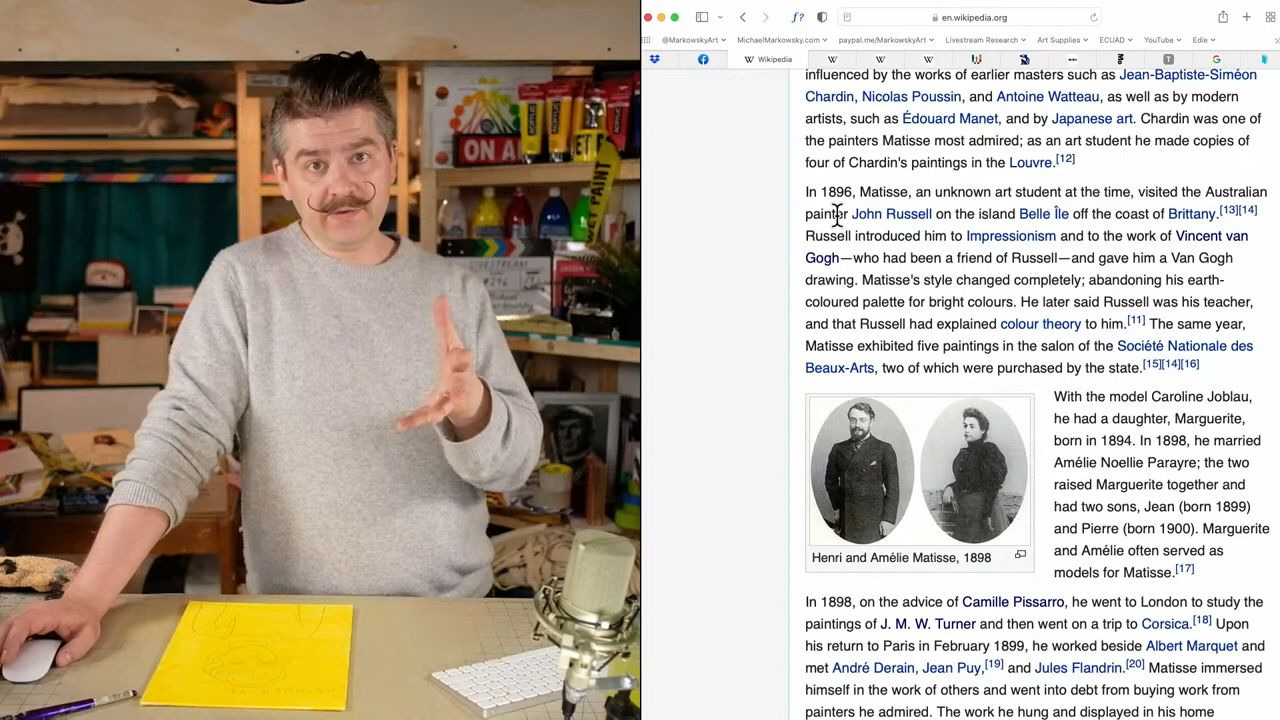 ON A
ACRYLIC
ACRYLIC
YELLOW PAINT
LIVESTREAM
#296
f?
en.wikipedia.org
@MarkowskyArt
MichaelMarkowsky.com
paypal.me/MarkowskyArt
Livestream Research
Art Supplies
ECUAD
YouTube
Edie
Wikipedia
influenced by the works of earlier masters such as Jean-Baptiste-Siméon
Chardin, Nicolas Poussin, and Antoine Watteau, as well as by modern
artists, such as Édouard Manet, and by Japanese art. Chardin was one of
the painters Matisse most admired; as an art student he made copies of
four of Chardin's paintings in the Louvre.[12]
In 1896, Matisse, an unknown art student at the time, visited the Australian
painter John Russell on the island Belle Île off the coast of Brittany.[13][14]
Russell introduced him to Impressionism and to the work of Vincent van
Gogh—who had been a friend of Russell—and gave him a Van Gogh
drawing. Matisse's style changed completely; abandoning his earth-
coloured palette for bright colours. He later said Russell was his teacher,
and that Russell had explained colour theory to him.[11] The same year,
Matisse exhibited five paintings in the salon of the Société Nationale des
Beaux-Arts, two of which were purchased by the state.[15][14][16]
With the model Caroline Joblau,
he had a daughter, Marguerite,
born in 1894. In 1898, he married
Amélie Noellie Parayre; the two
raised Marguerite together and
had two sons, Jean (born 1899)
and Pierre (born 1900). Marguerite
and Amélie often served as
models for Matisse.[17]
Henri and Amélie Matisse, 1898
In 1898, on the advice of Camille Pissarro, he went to London to study the
paintings of J. M. W. Turner and then went on a trip to Corsica.[18] Upon
his return to Paris in February 1899, he worked beside Albert Marquet and
met André Derain, Jean Puy,[19] and Jules Flandrin.[20] Matisse immersed
himself in the work of others and went into debt from buying work from
painters he admired. The work he hung and displayed in his home